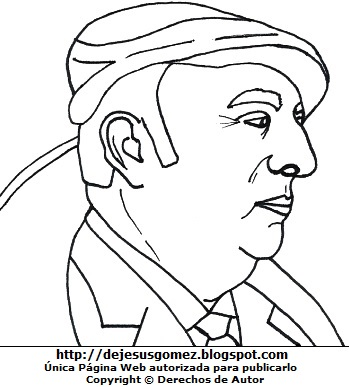 http://dejesusgomez.blogspot.com
Única Página Web autorizada para publicarlo
Copyright © Derechos de Autor